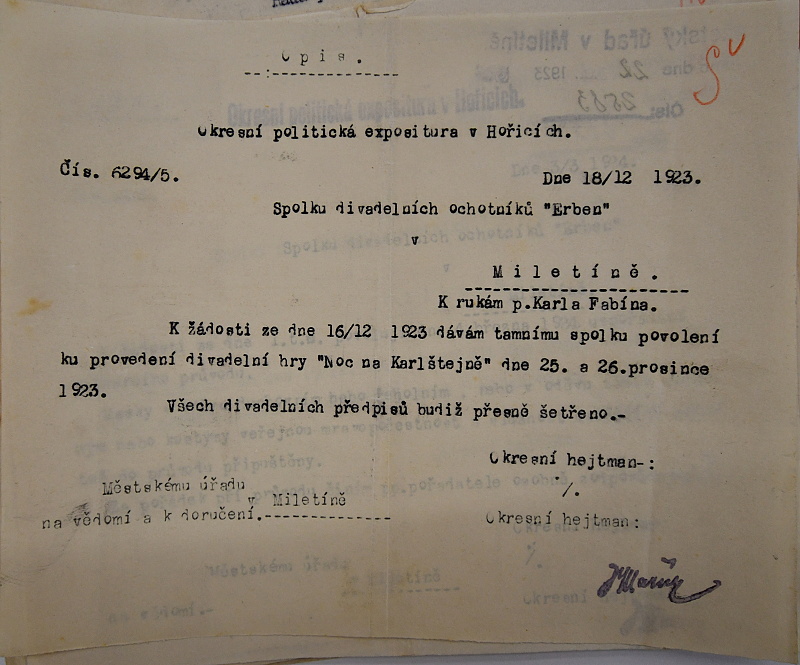 Opis.
Okresní politická expositura v Hořicích.
Čís. 6294/5.
Dne 18/12 1923.
Spolku divadelních ochotníků "Erben"
v
Miletíně.
K rukám p.Karla Fabína.
K žádosti ze dne 16/12 1923 dávám tamnímu spolku povolení
ku provedení divadelní hry "Noc na Karlštejně" dne 25. a 26.prosince
1923.
Všech divadelních předpisů budiž přesně šetřeno.-
Okresní hejtman-:
Městskému úřadu
v Miletíně
na vědomí a k doručení.-
·/.
Okresní hejtman: